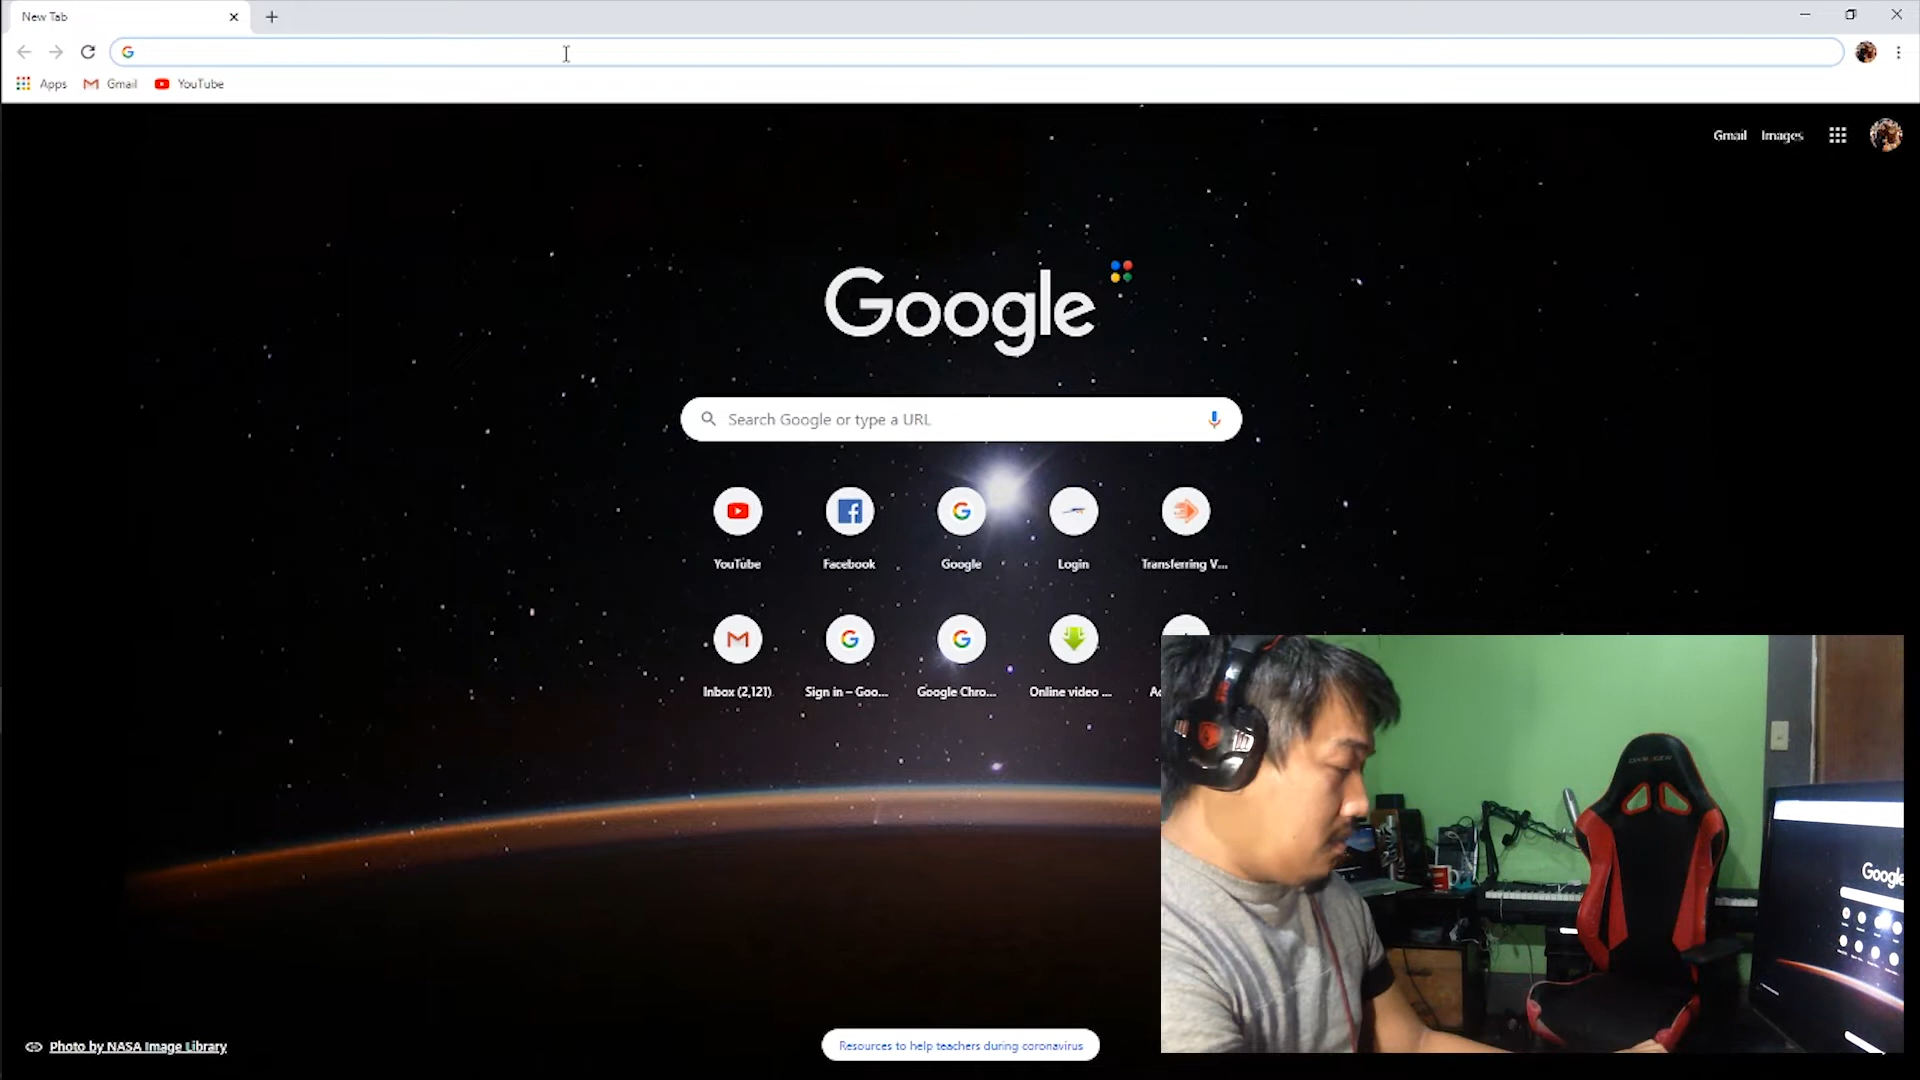 New Tab
Apps Gmail YouTube
Gmail Images
Google
Search Google or type a URL
YouTube Facebook Google Login Transferring V...
Inbox (2,121) Sign in – Goo... Google Chro... Online video ...
Photo by NASA Image Library
Resources to help teachers during coronavirus
Google